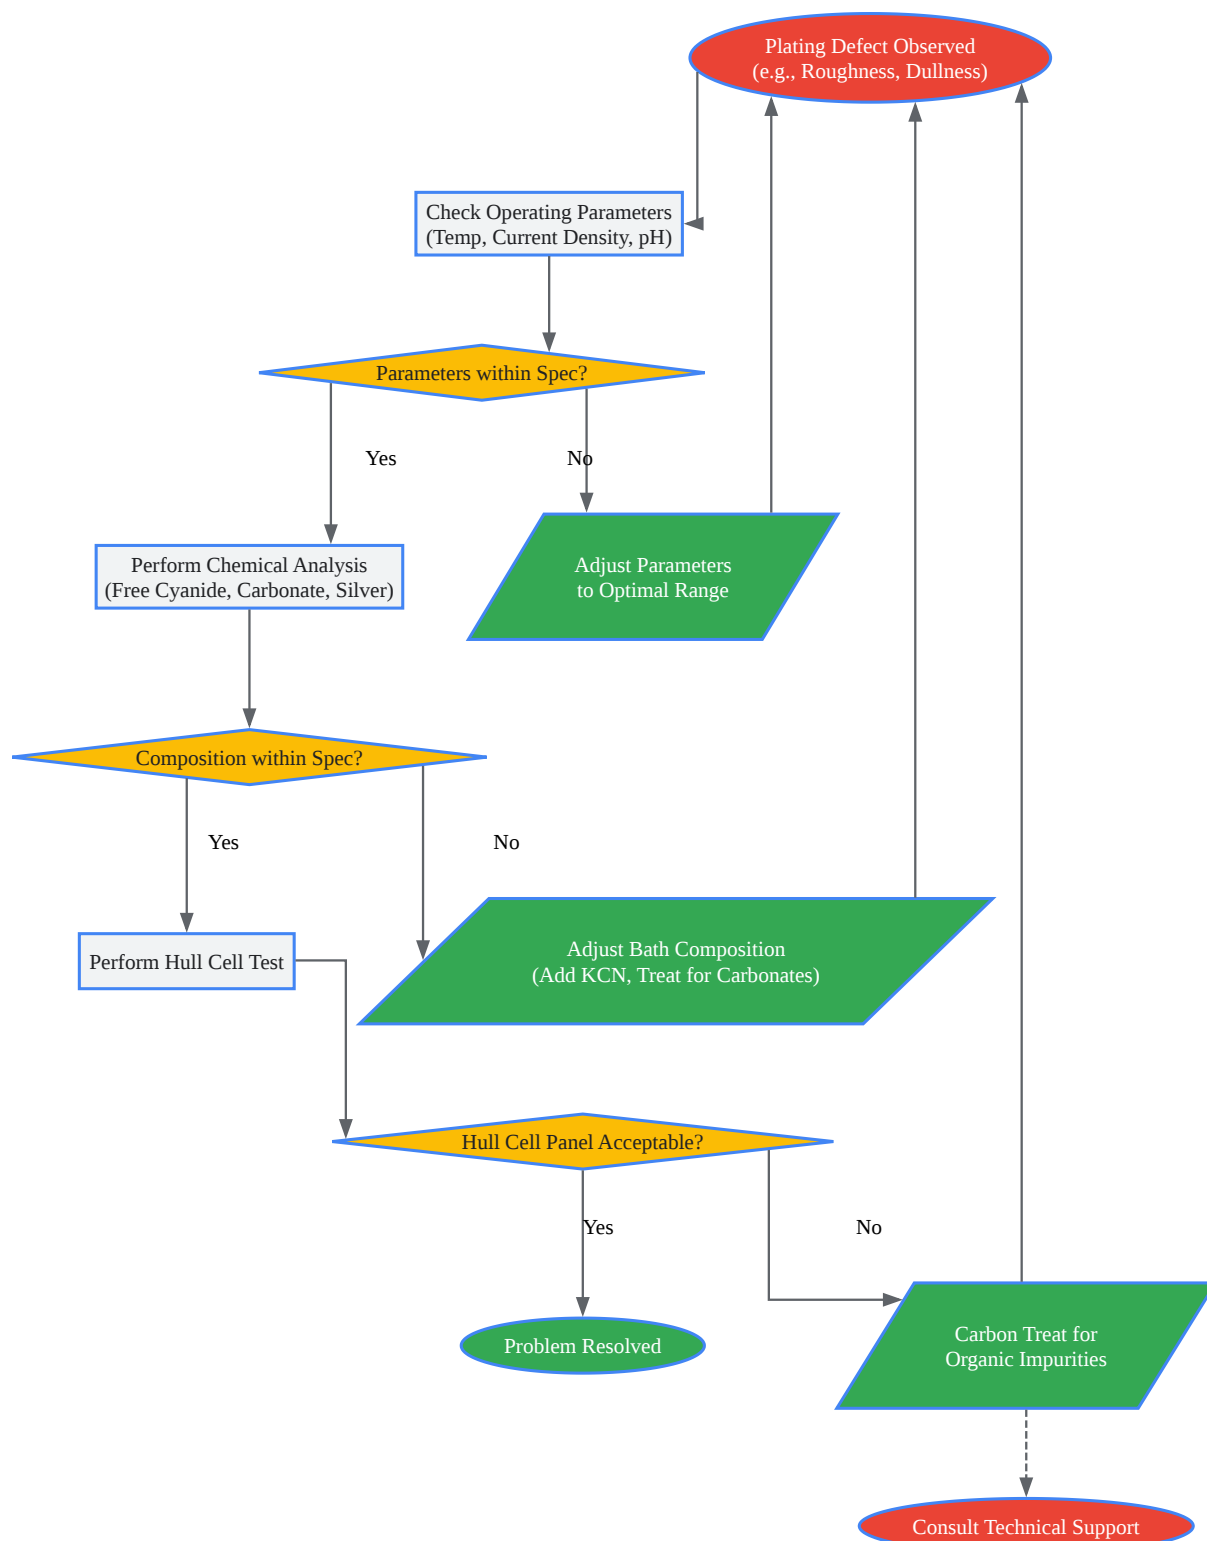 Plating Defect Observed
(e.g., Roughness, Dullness)
Check Operating Parameters
(Temp, Current Density, pH)
Parameters within Spec?
Yes
No
Perform Chemical Analysis
(Free Cyanide, Carbonate, Silver)
Adjust Parameters
to Optimal Range
Composition within Spec?
Yes
No
Perform Hull Cell Test
Adjust Bath Composition
(Add KCN, Treat for Carbonates)
Hull Cell Panel Acceptable?
Yes
No
Problem Resolved
Carbon Treat for
Organic Impurities
Consult Technical Support